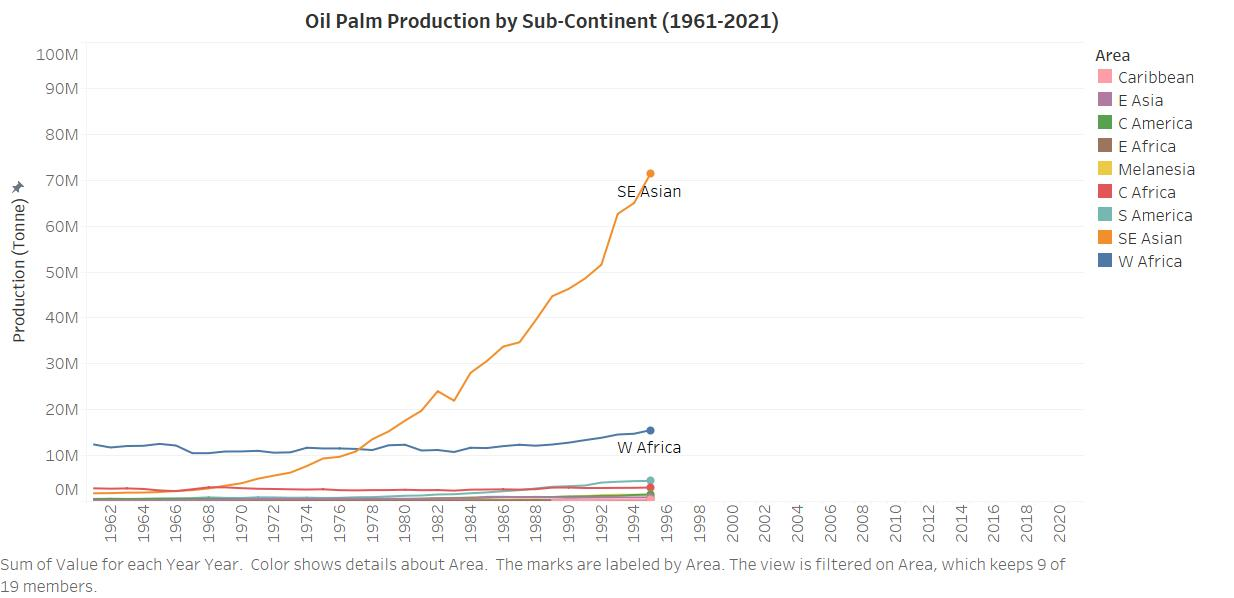 Oil Palm Production by Sub-Continent (1961-2021)
Production (Tonne)
100M
90M
80M
70M
60M
50M
40M
30M
20M
10M
0M
SE Asian
W Africa
1962 1964 1966 1968 1970 1972 1974 1976 1978 1980 1982 1984 1986 1988 1990 1992 1994 1996 1998 2000 2002 2004 2006 2008 2010 2012 2014 2016 2018 2020
Area
Caribbean
E Asia
C America
E Africa
Melanesia
C Africa
S America
SE Asian
W Africa
Sum of Value for each Year Year.  Color shows details about Area.  The marks are labeled by Area. The view is filtered on Area, which keeps 9 of
19 members.